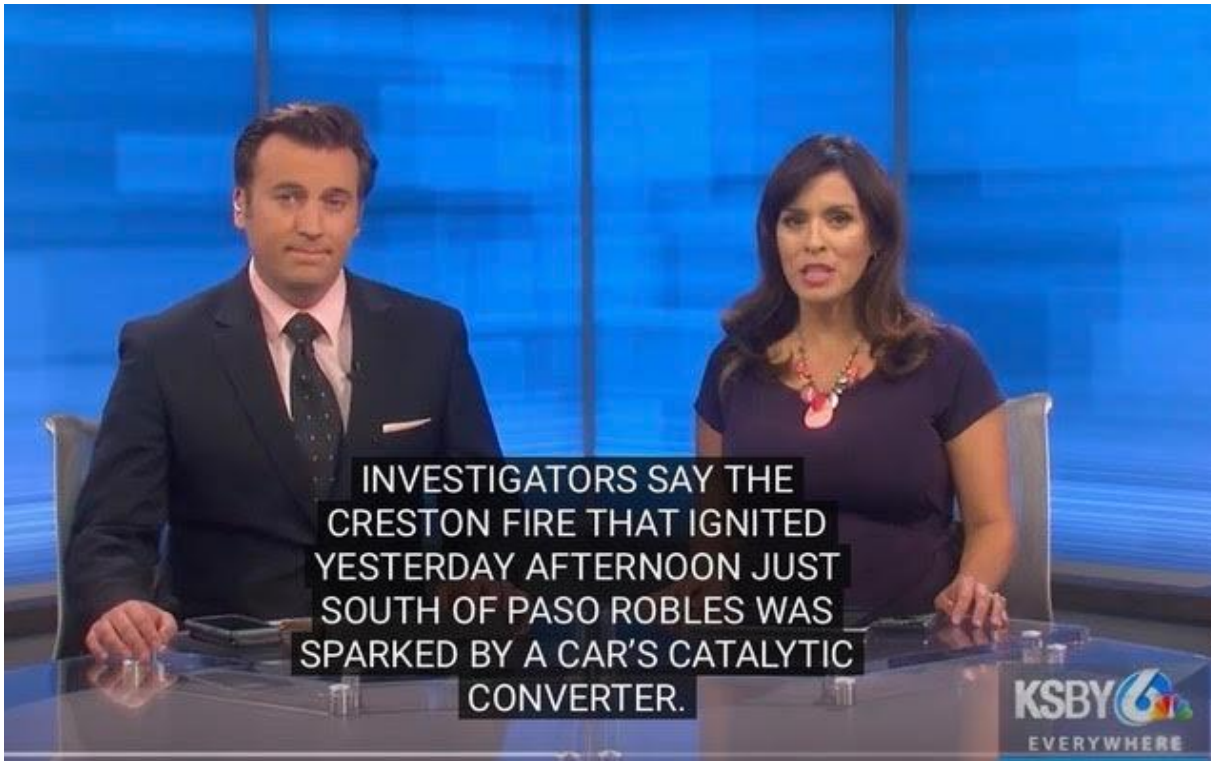 INVESTIGATORS SAY THE
CRESTON FIRE THAT IGNITED
YESTERDAY AFTERNOON JUST
SOUTH OF PASO ROBLES WAS
SPARKED BY A CAR'S CATALYTIC
CONVERTER.
KSBY6
EVERYWHERE